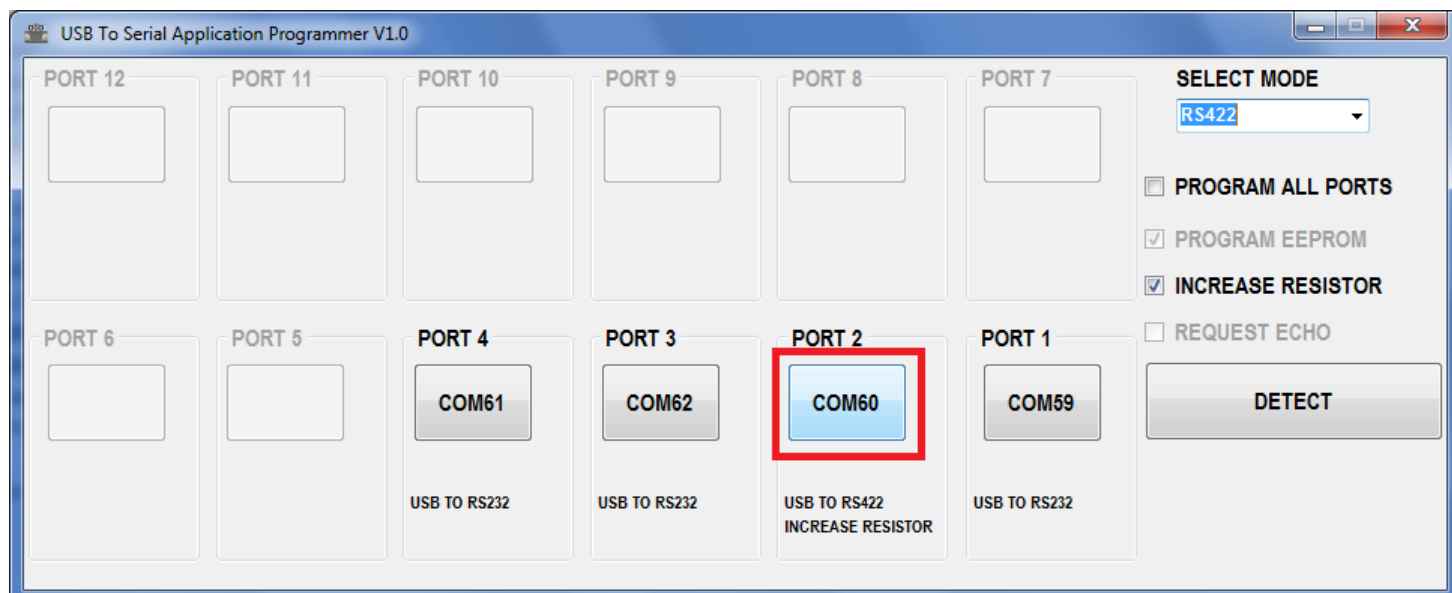 USB To Serial Application Programmer V1.0
PORT 12
PORT 11
PORT 10
PORT 9
PORT 8
PORT 7
SELECT MODE
RS422
PROGRAM ALL PORTS
PROGRAM EEPROM
INCREASE RESISTOR
REQUEST ECHO
DETECT
PORT 6
PORT 5
PORT 4
COM61
USB TO RS232
PORT 3
COM62
USB TO RS232
PORT 2
COM60
USB TO RS422
INCREASE RESISTOR
PORT 1
COM59
USB TO RS232